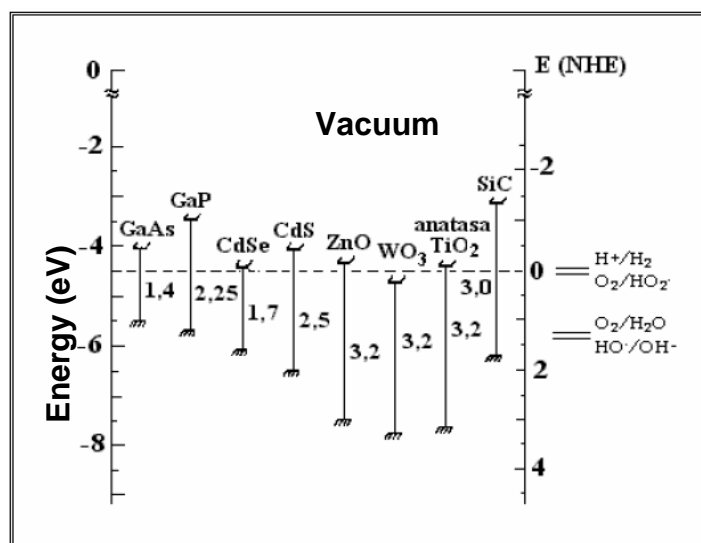 0
E (NHE)
Vacuum
-2
-2
SiC
GaP
GaAs
CdS
anatasa
CdSe
ZnO
WO3
TiO2
-4
0
H+/H2
O2/HO2·
1,4
2,25
1,7
2,5
3,2
3,2
3,2
3,0
O2/H2O
HO·/OH-
-6
2
-8
4
Energy (eV)